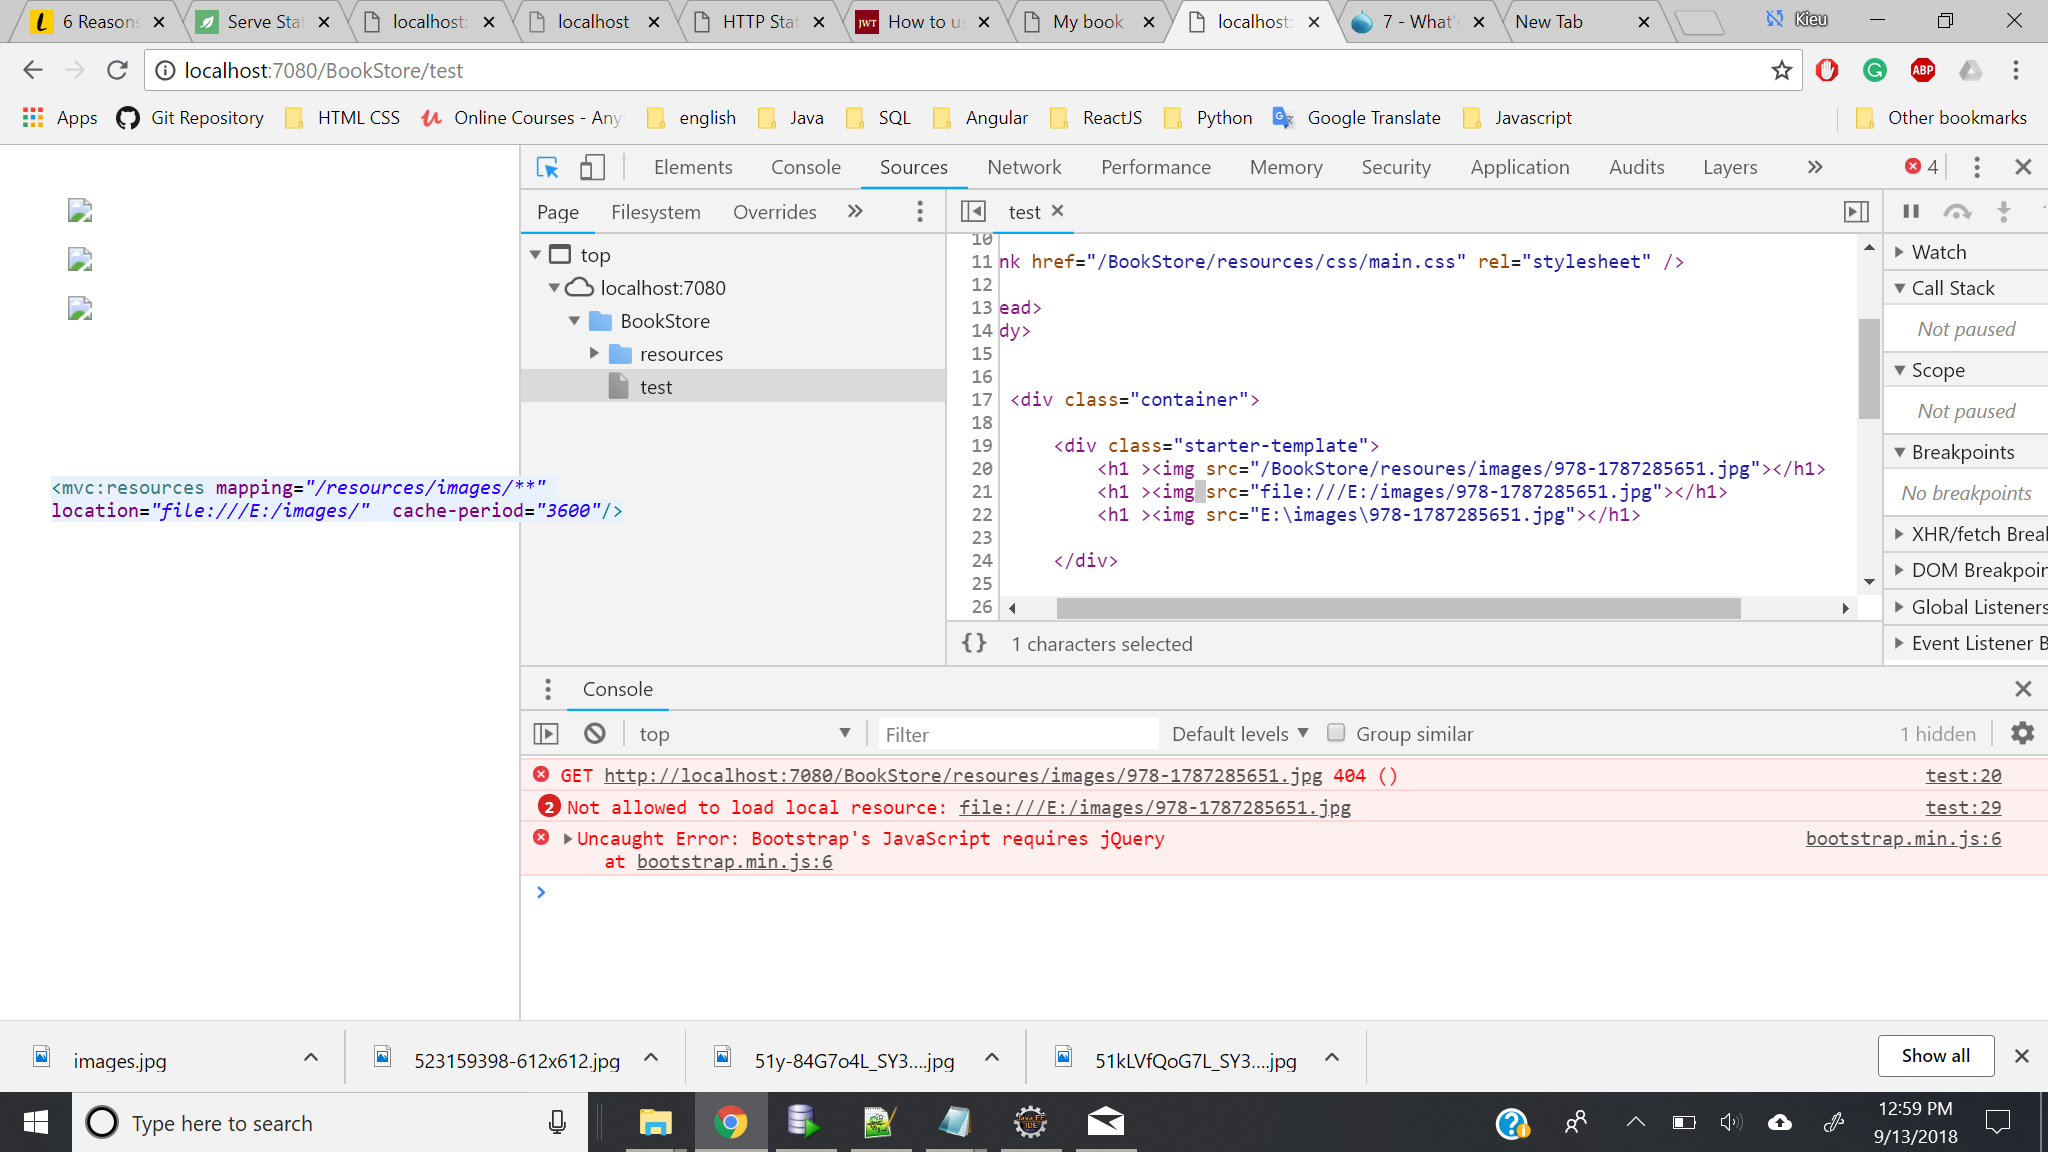 6 Reasons
Serve Sta
localhost:
localhost
HTTP Sta
JWT
How to u
My book
localhost:
7 - What's
New Tab
Kieu
localhost:7080/BookStore/test
ABP
Apps
Git Repository
HTML CSS
Online Courses - Any
english
Java
SQL
Angular
ReactJS
Python
Google Translate
Javascript
Other bookmarks
Elements
Console
Sources
Network
Performance
Memory
Security
Application
Audits
Layers
4
Page
Filesystem
Overrides
test
top
localhost:7080
BookStore
resources
test
<mvc:resources mapping="/resources/images/**"
location="file:///E:/images/"  cache-period="3600"/>
10
11 nk href="/BookStore/resources/css/main.css" rel="stylesheet" />
12
13 ead>
14 dy>
15
16
17 <div class="container">
18
19 <div class="starter-template">
20 <h1 ><img src="/BookStore/resoures/images/978-1787285651.jpg"></h1>
21 <h1 ><img src="file:///E:/images/978-1787285651.jpg"></h1>
22 <h1 ><img src="E:\images\978-1787285651.jpg"></h1>
23
24 </div>
25
26
{} 1 characters selected
Watch
Call Stack
Not paused
Scope
Not paused
Breakpoints
No breakpoints
XHR/fetch Brea
DOM Breakpoin
Global Listeners
Event Listener B
Console
top
Filter
Default levels
Group similar
1 hidden
GET http://localhost:7080/BookStore/resoures/images/978-1787285651.jpg 404 () test:20
2 Not allowed to load local resource: file:///E:/images/978-1787285651.jpg test:29
Uncaught Error: Bootstrap's JavaScript requires jQuery bootstrap.min.js:6
at bootstrap.min.js:6
images.jpg
523159398-612x612.jpg
51y-84G7o4L_SY3....jpg
51kLVfQoG7L_SY3....jpg
Show all
Type here to search
Java EE
IDE
12:59 PM
9/13/2018